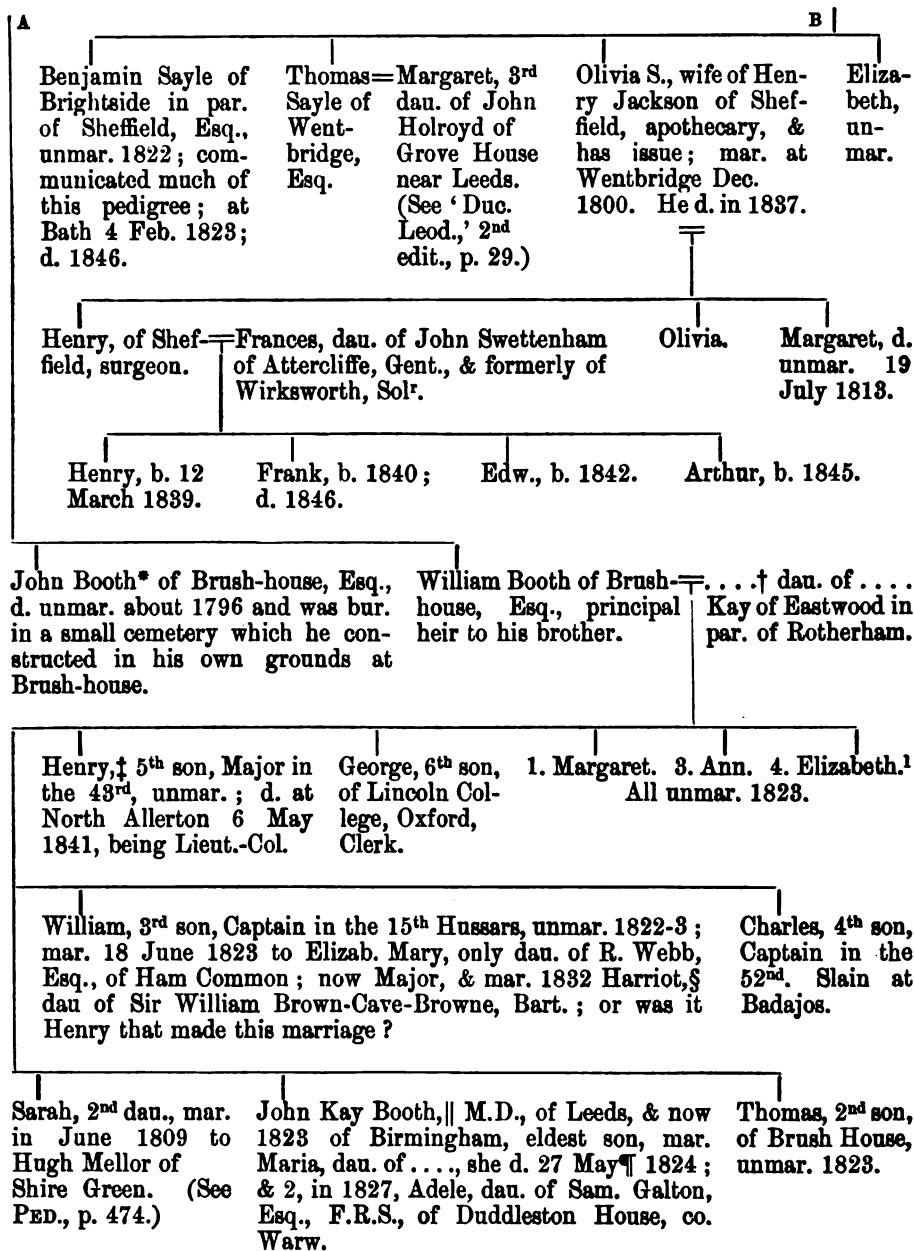 A
B
Benjamin Sayle of
Brightside in par.
of Sheffield, Esq.,
unmar. 1822; com-
municated much of
this pedigree; at
Bath 4 Feb. 1823;
d. 1846.
Thomas=Margaret, 3rd
Sayle of dau. of John
Went- Holroyd of
bridge, Grove House
Esq. near Leeds.
(See ‘Duc.
Leod.,’ 2nd
edit., p. 29.)
Olivia S., wife of Hen-
ry Jackson of Shef-
field, apothecary, &
has issue; mar. at
Wentbridge Dec.
1800. He d. in 1837.
Eliza-
beth,
un-
mar.
Henry, of Shef-=Frances, dau. of John Swettenham
field, surgeon. of Attercliffe, Gent., & formerly of
Wirksworth, Solr.
Olivia.
Margaret, d.
unmar. 19
July 1813.
Henry, b. 12
March 1839.
Frank, b. 1840;
d. 1846.
Edw., b. 1842.
Arthur, b. 1845.
John Booth* of Brush-house, Esq.,
d. unmar. about 1796 and was bur.
in a small cemetery which he con-
structed in his own grounds at
Brush-house.
William Booth of Brush-=. . . .† dau. of . . . .
house, Esq., principal Kay of Eastwood in
heir to his brother. par. of Rotherham.
Henry,‡ 5th son, Major in
the 43rd, unmar.; d. at
North Allerton 6 May
1841, being Lieut.-Col.
George, 6th son,
of Lincoln Col-
lege, Oxford,
Clerk.
1. Margaret. 3. Ann. 4. Elizabeth.1
All unmar. 1823.
William, 3rd son, Captain in the 15th Hussars, unmar. 1822-3;
mar. 18 June 1823 to Elizab. Mary, only dau. of R. Webb,
Esq., of Ham Common; now Major, & mar. 1832 Harriot,§
dau of Sir William Brown-Cave-Browne, Bart.; or was it
Henry that made this marriage?
Charles, 4th son,
Captain in the
52nd. Slain at
Badajos.
Sarah, 2nd dau., mar.
in June 1809 to
Hugh Mellor of
Shire Green. (See
PED., p. 474.)
John Kay Booth,‖ M.D., of Leeds, & now
1823 of Birmingham, eldest son, mar.
Maria, dau. of . . . ., she d. 27 May¶ 1824;
& 2, in 1827, Adele, dau. of Sam. Galton,
Esq., F.R.S., of Duddleston House, co.
Warw.
Thomas, 2nd son,
of Brush House,
unmar. 1823.